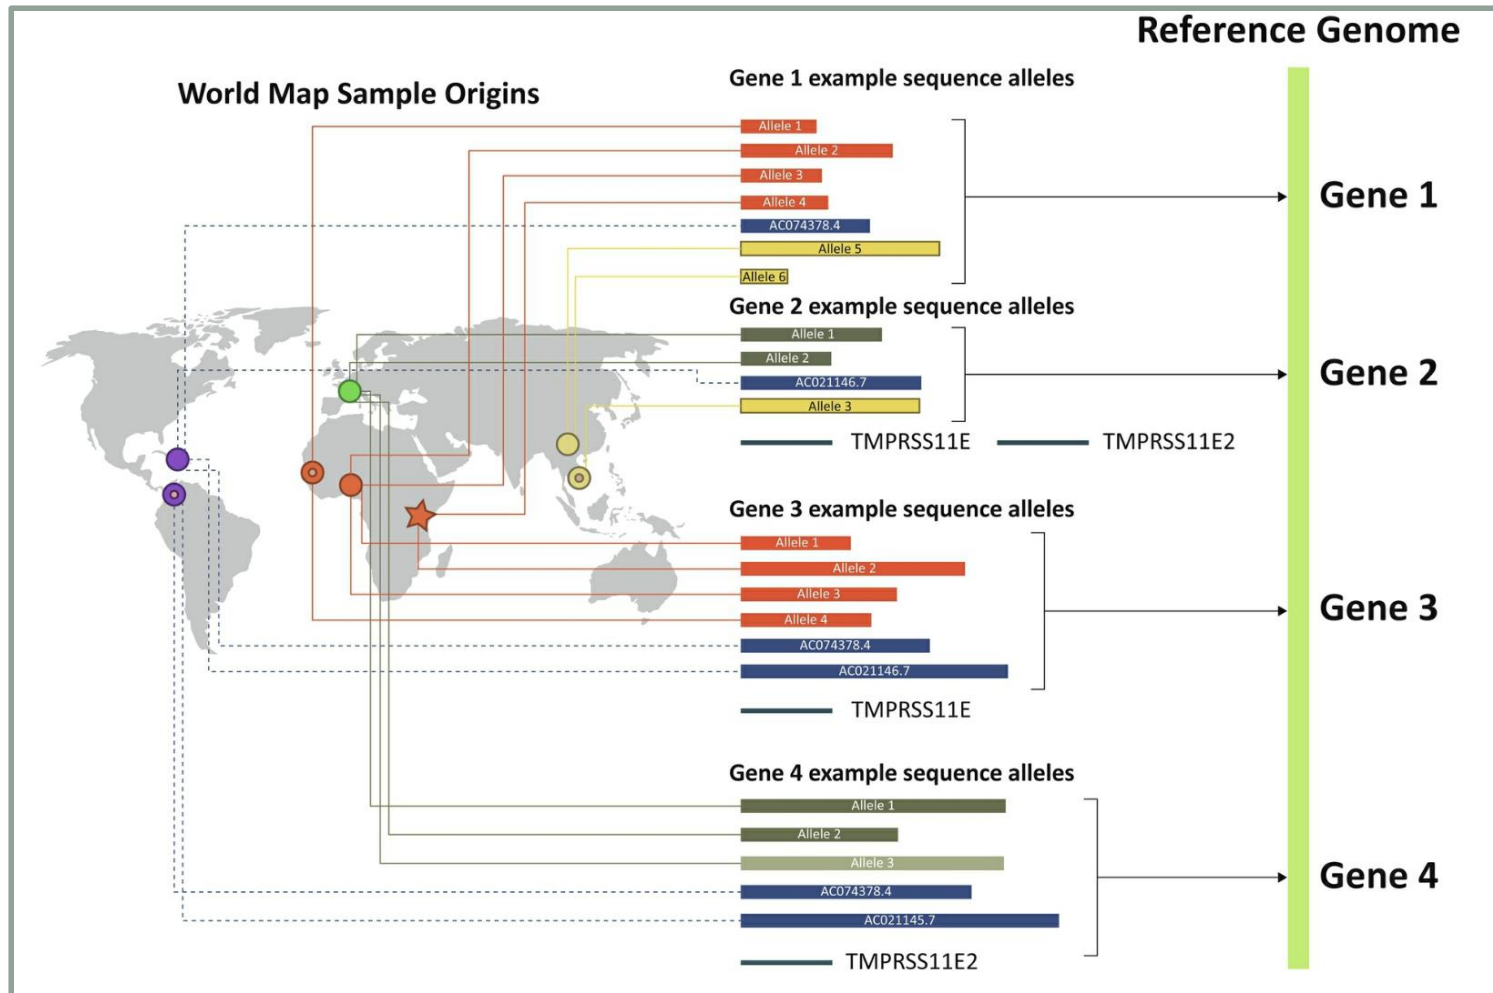 Reference Genome
World Map Sample Origins
Gene 1 example sequence alleles
Allele 1
Allele 2
Allele 3
Allele 4
AC074378.4
Allele 5
Allele 6
Gene 1
Gene 2 example sequence alleles
Allele 1
Allele 2
AC021146.7
Allele 3
TMPRSS11E TMPRSS11E2
Gene 2
Gene 3 example sequence alleles
Allele 1
Allele 2
Allele 3
Allele 4
AC074378.4
AC021146.7
TMPRSS11E
Gene 3
Gene 4 example sequence alleles
Allele 1
Allele 2
Allele 3
AC074378.4
AC021145.7
TMPRSS11E2
Gene 4